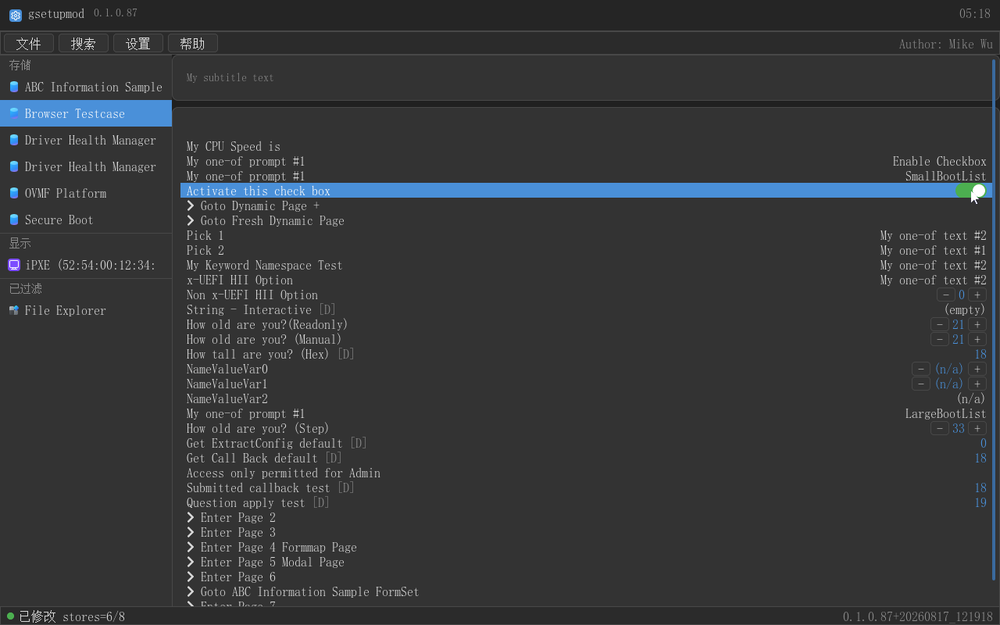 gsetupmod 0.1.0.87 05:18
文件 搜索 设置 帮助 Author: Mike Wu
存储
ABC Information Sample
Browser Testcase
Driver Health Manager
Driver Health Manager
OVMF Platform
Secure Boot
显示
iPXE (52:54:00:12:34:
已过滤
File Explorer
My subtitle text
My CPU Speed is
My one-of prompt #1 Enable Checkbox
My one-of prompt #1 SmallBootList
Activate this check box
Goto Dynamic Page +
Goto Fresh Dynamic Page
Pick 1 My one-of text #2
Pick 2 My one-of text #1
My Keyword Namespace Test My one-of text #2
x-UEFI HII Option My one-of text #2
Non x-UEFI HII Option - 0 +
String - Interactive [D] (empty)
How old are you?(Readonly) - 21 +
How old are you? (Manual) - 21 +
How tall are you? (Hex) [D] 18
NameValueVar0 - (n/a) +
NameValueVar1 - (n/a) +
NameValueVar2 (n/a)
My one-of prompt #1 LargeBootList
How old are you? (Step) - 33 +
Get ExtractConfig default [D] 0
Get Call Back default [D] 18
Access only permitted for Admin
Submitted callback test [D] 18
Question apply test [D] 19
Enter Page 2
Enter Page 3
Enter Page 4 Formmap Page
Enter Page 5 Modal Page
Enter Page 6
Goto ABC Information Sample FormSet
Enter Page 7
已修改 stores=6/8 0.1.0.87+20260817_121918